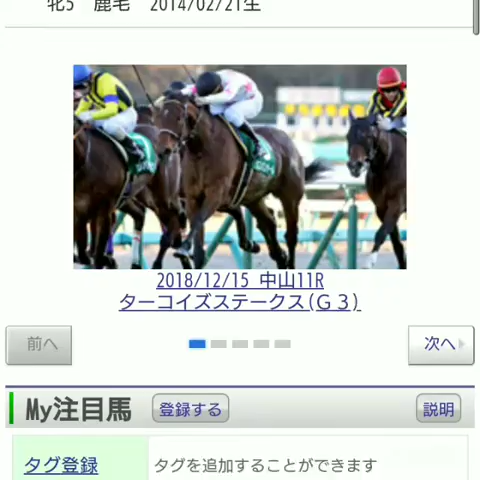 牝5 鹿毛 2014/02/21生
2018/12/15 中山11R
ターコイズステークス(Ｇ３)
前へ
次へ
My注目馬
登録する
説明
タグ登録
タグを追加することができます